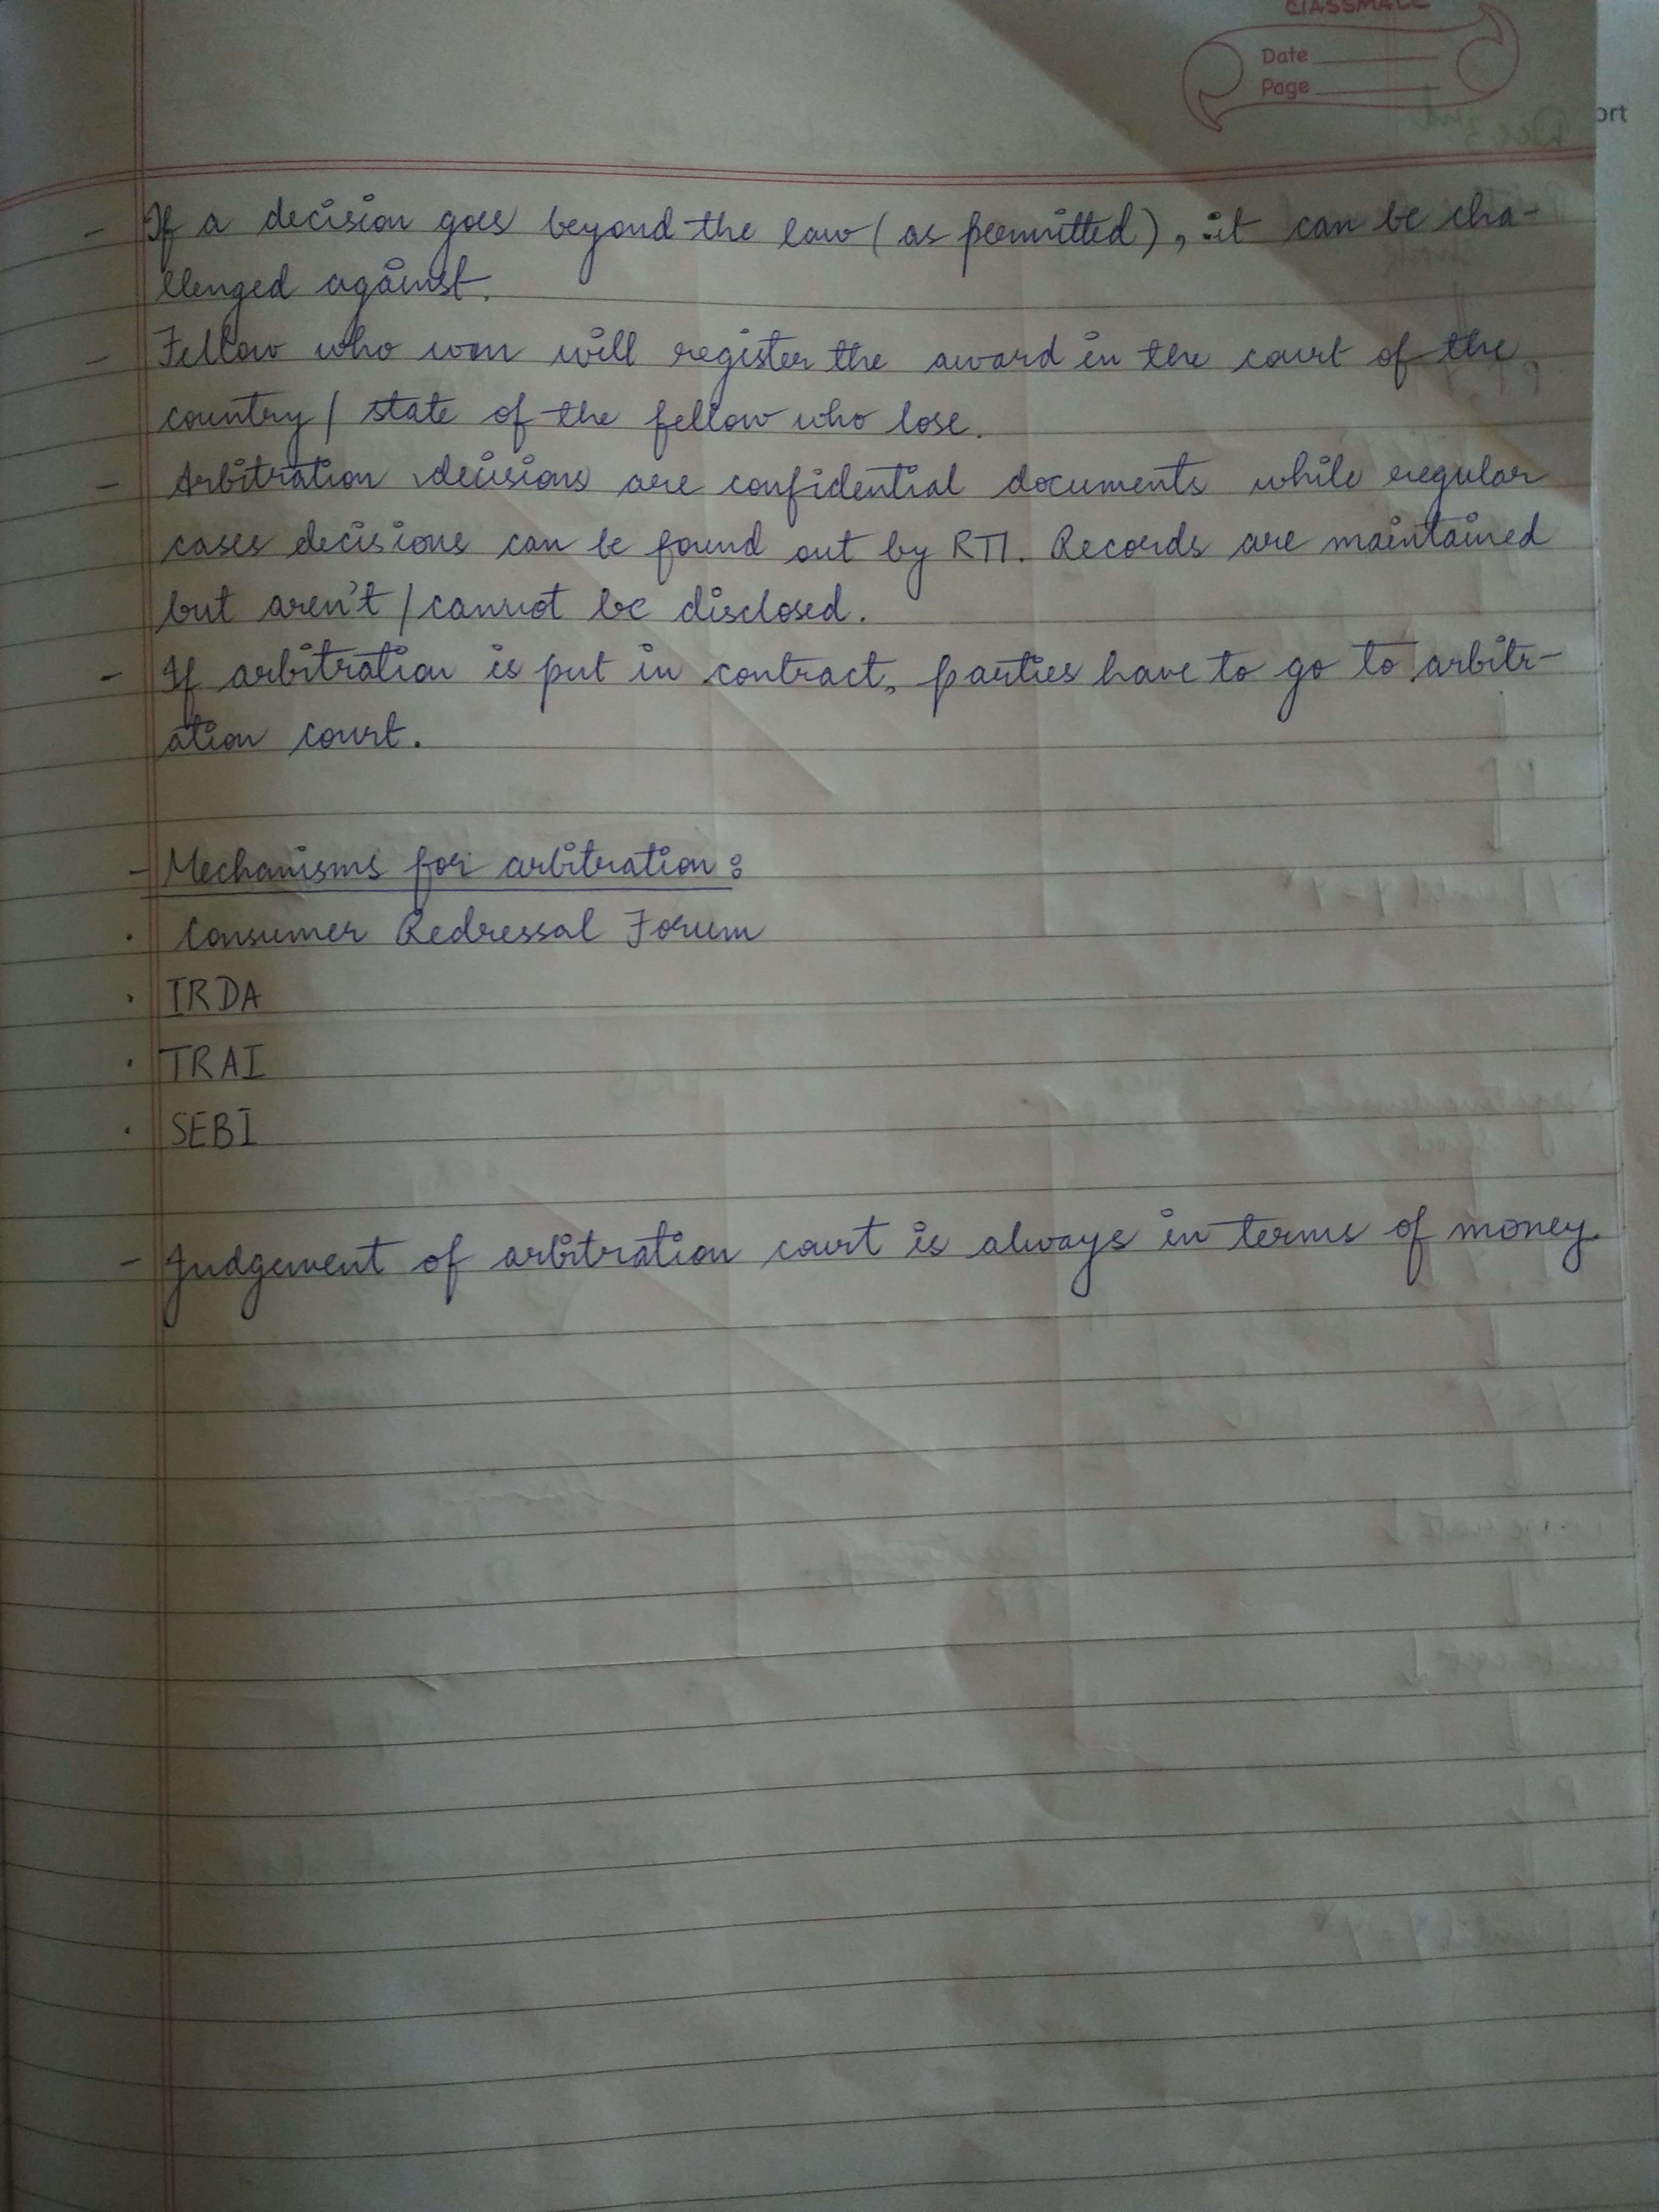 classmate
Date
Page
ort
- If a decision goes beyond the law (as permitted), it can be cha-
llenged against.
- Fellow who won will register the award in the court of the
country / state of the fellow who lose.
- Arbitration decisions are confidential documents while regular
cases decisions can be found out by RTI. Records are maintained
but aren't / cannot be disclosed.
- If arbitration is put in contract, parties have to go to arbitr-
ation court.
- Mechanisms for arbitration:
· Consumer Redressal Forum
· IRDA
· TRAI
· SEBI
- Judgement of arbitration court is always in terms of money.